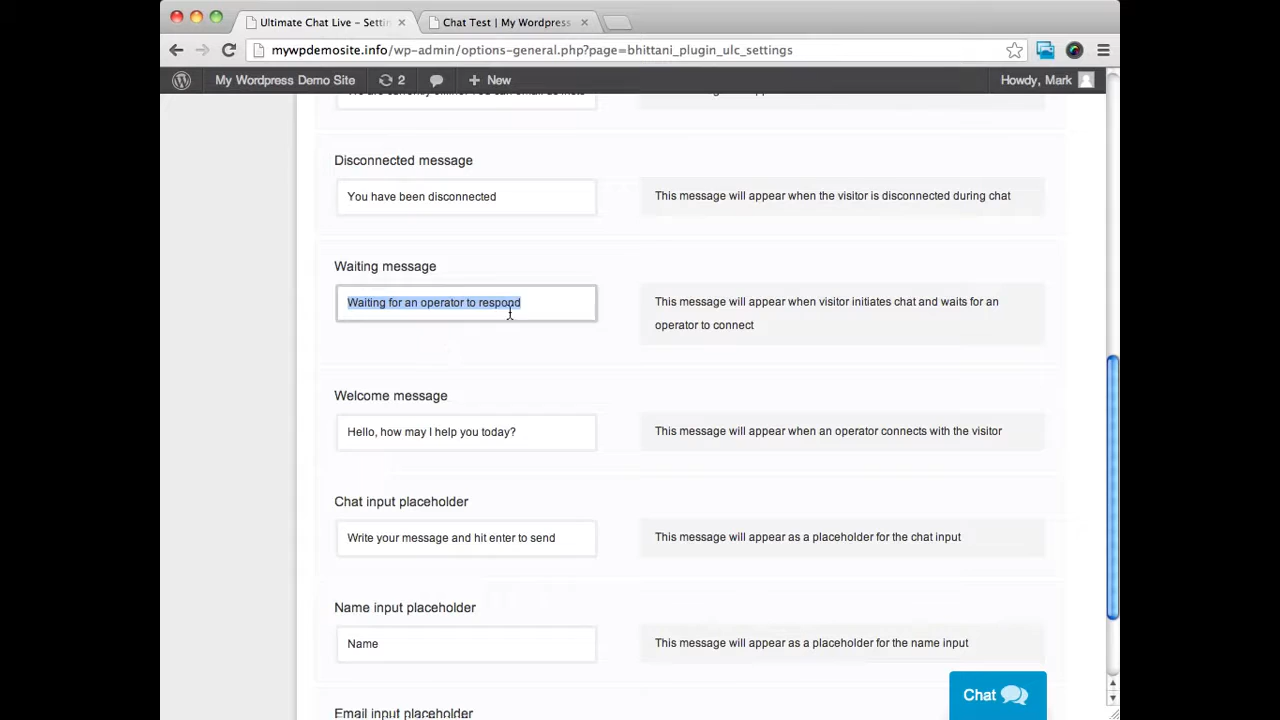 Ultimate Chat Live – Settin
Chat Test | My Wordpress
mywpdemosite.info/wp-admin/options-general.php?page=bhittani_plugin_ulc_settings
My Wordpress Demo Site 2 New Howdy, Mark
Disconnected message
You have been disconnected
This message will appear when the visitor is disconnected during chat
Waiting message
Waiting for an operator to respond
This message will appear when visitor initiates chat and waits for an
operator to connect
Welcome message
Hello, how may I help you today?
This message will appear when an operator connects with the visitor
Chat input placeholder
Write your message and hit enter to send
This message will appear as a placeholder for the chat input
Name input placeholder
Name
This message will appear as a placeholder for the name input
Chat
Email input placeholder